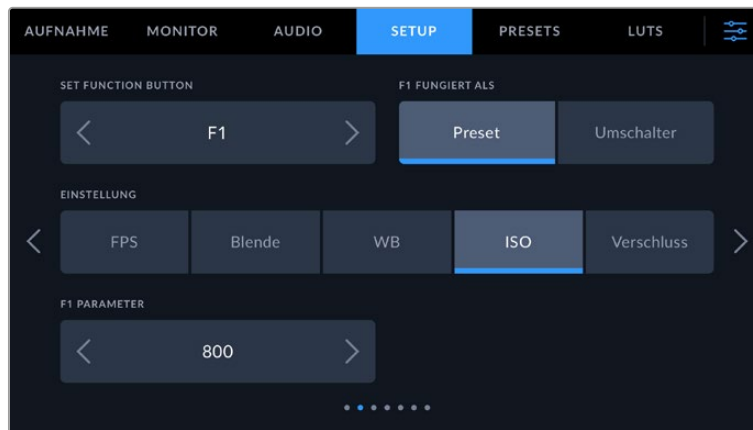 AUFNAHME MONITOR AUDIO SETUP PRESETS LUTS
SET FUNCTION BUTTON F1 FUNGIERT ALS
F1 Preset Umschalter
EINSTELLUNG
FPS Blende WB ISO Verschluss
F1 PARAMETER
800